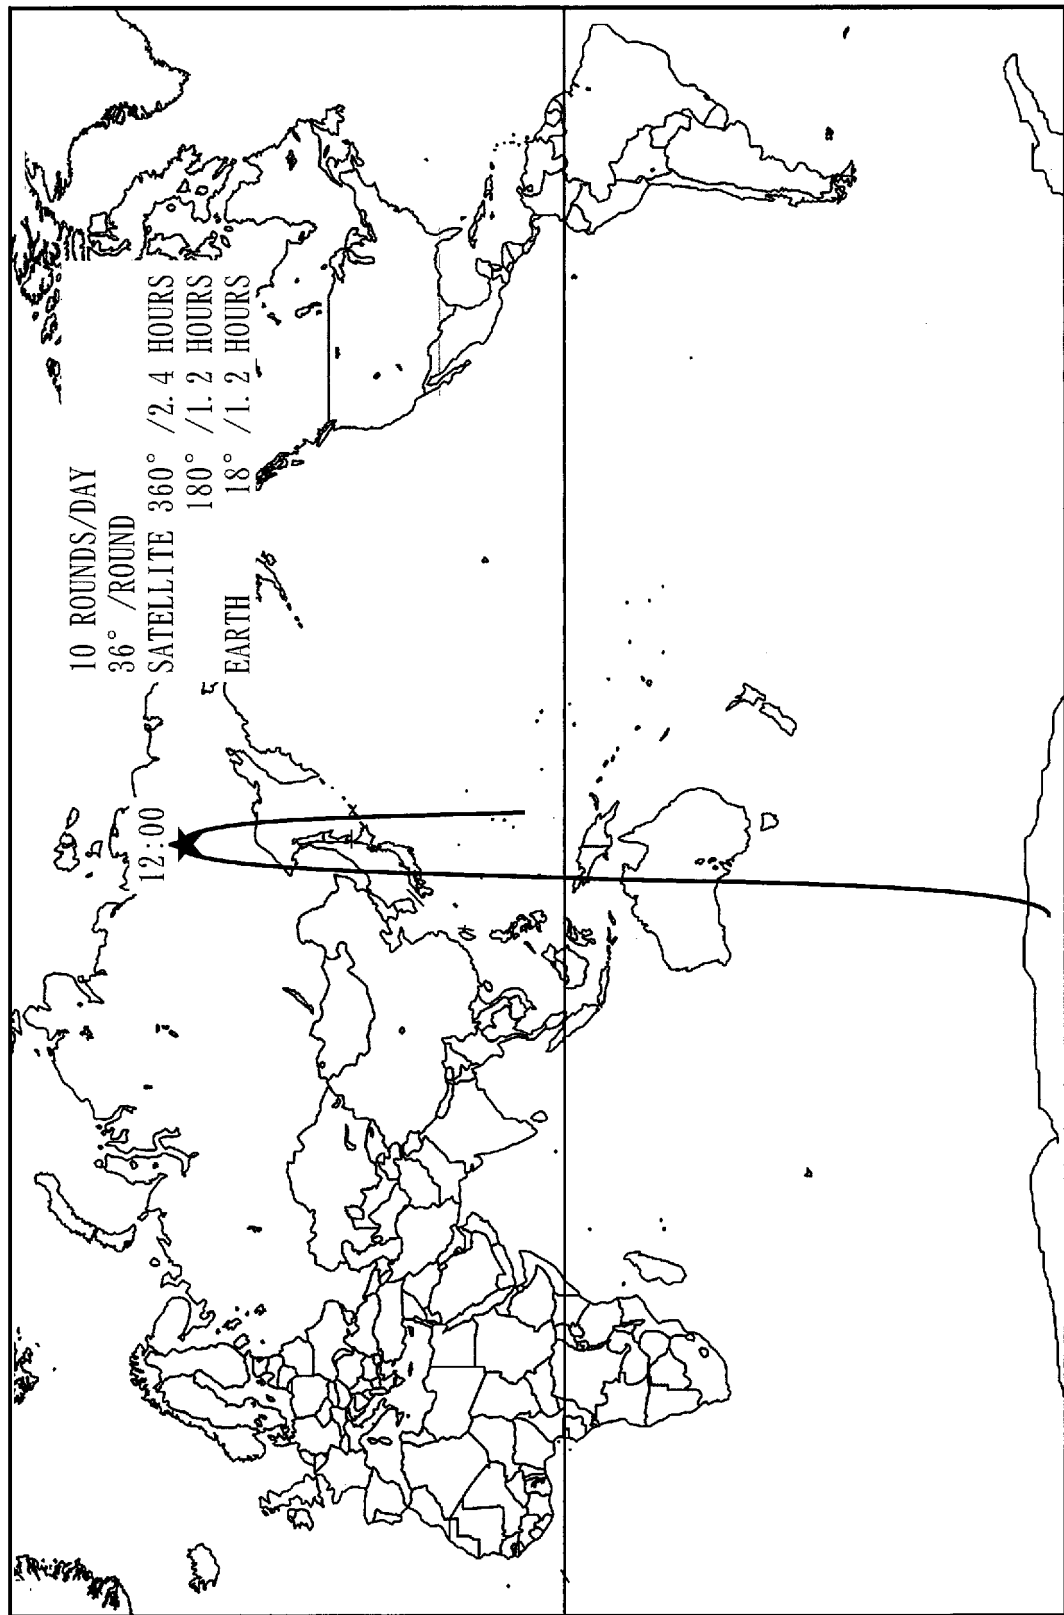 10 ROUNDS/DAY
36° /ROUND
SATELLITE 360° /2.4 HOURS
180° /1.2 HOURS
EARTH 18° /1.2 HOURS
12:00